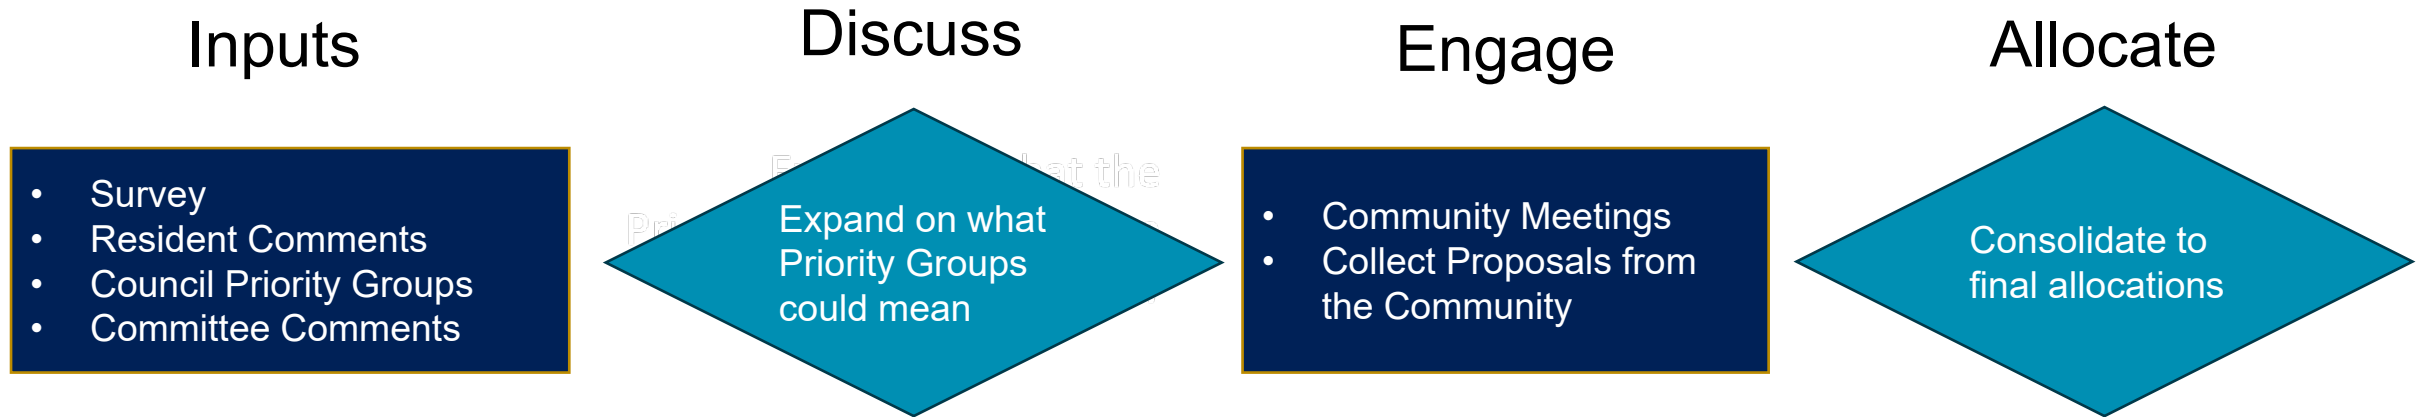 Inputs
• Survey
• Resident Comments
• Council Priority Groups
• Committee Comments
Discuss
Expand on what
Priority Groups
could mean
Engage
• Community Meetings
• Collect Proposals from
the Community
Allocate
Consolidate to
final allocations